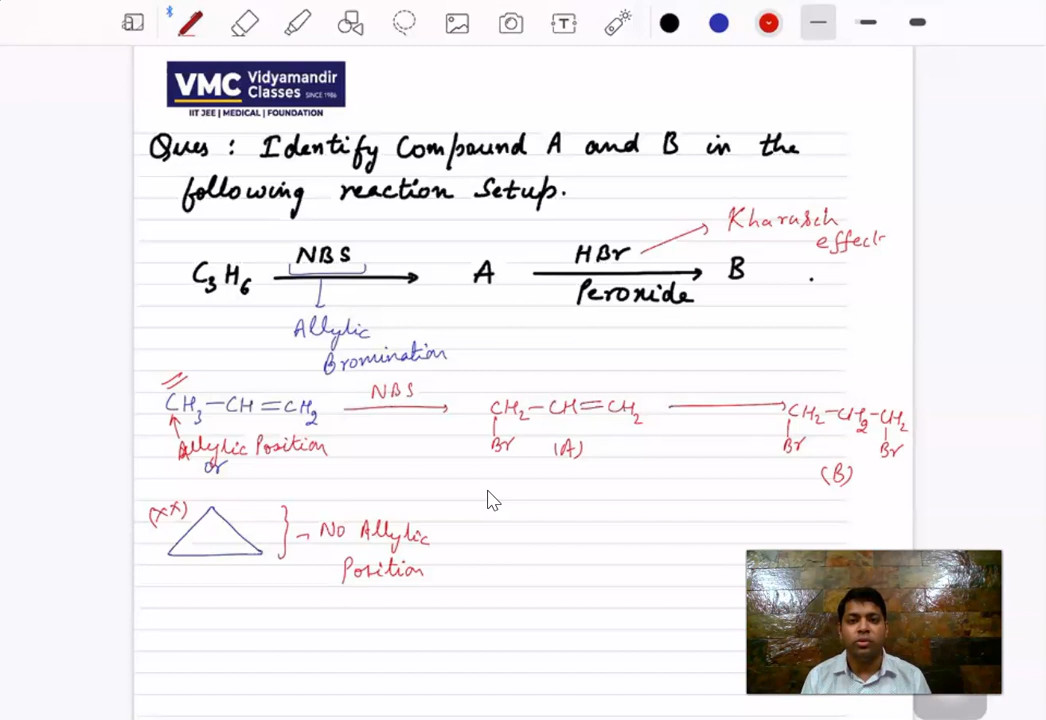 VMC Vidyamandir
Classes SINCE 1986
IIT JEE | MEDICAL | FOUNDATION
Ques : Identify Compound A and B in the
following reaction Setup.
Kharasch
effect
C3H6 NBS A HBr B .
Peroxide
Allylic
Bromination
CH3-CH=CH2 NBS CH2-CH=CH2 CH2-CH2-CH2
Br Br Br
Allylic Position (A) (B)
or
(XX) } → No Allylic
Position